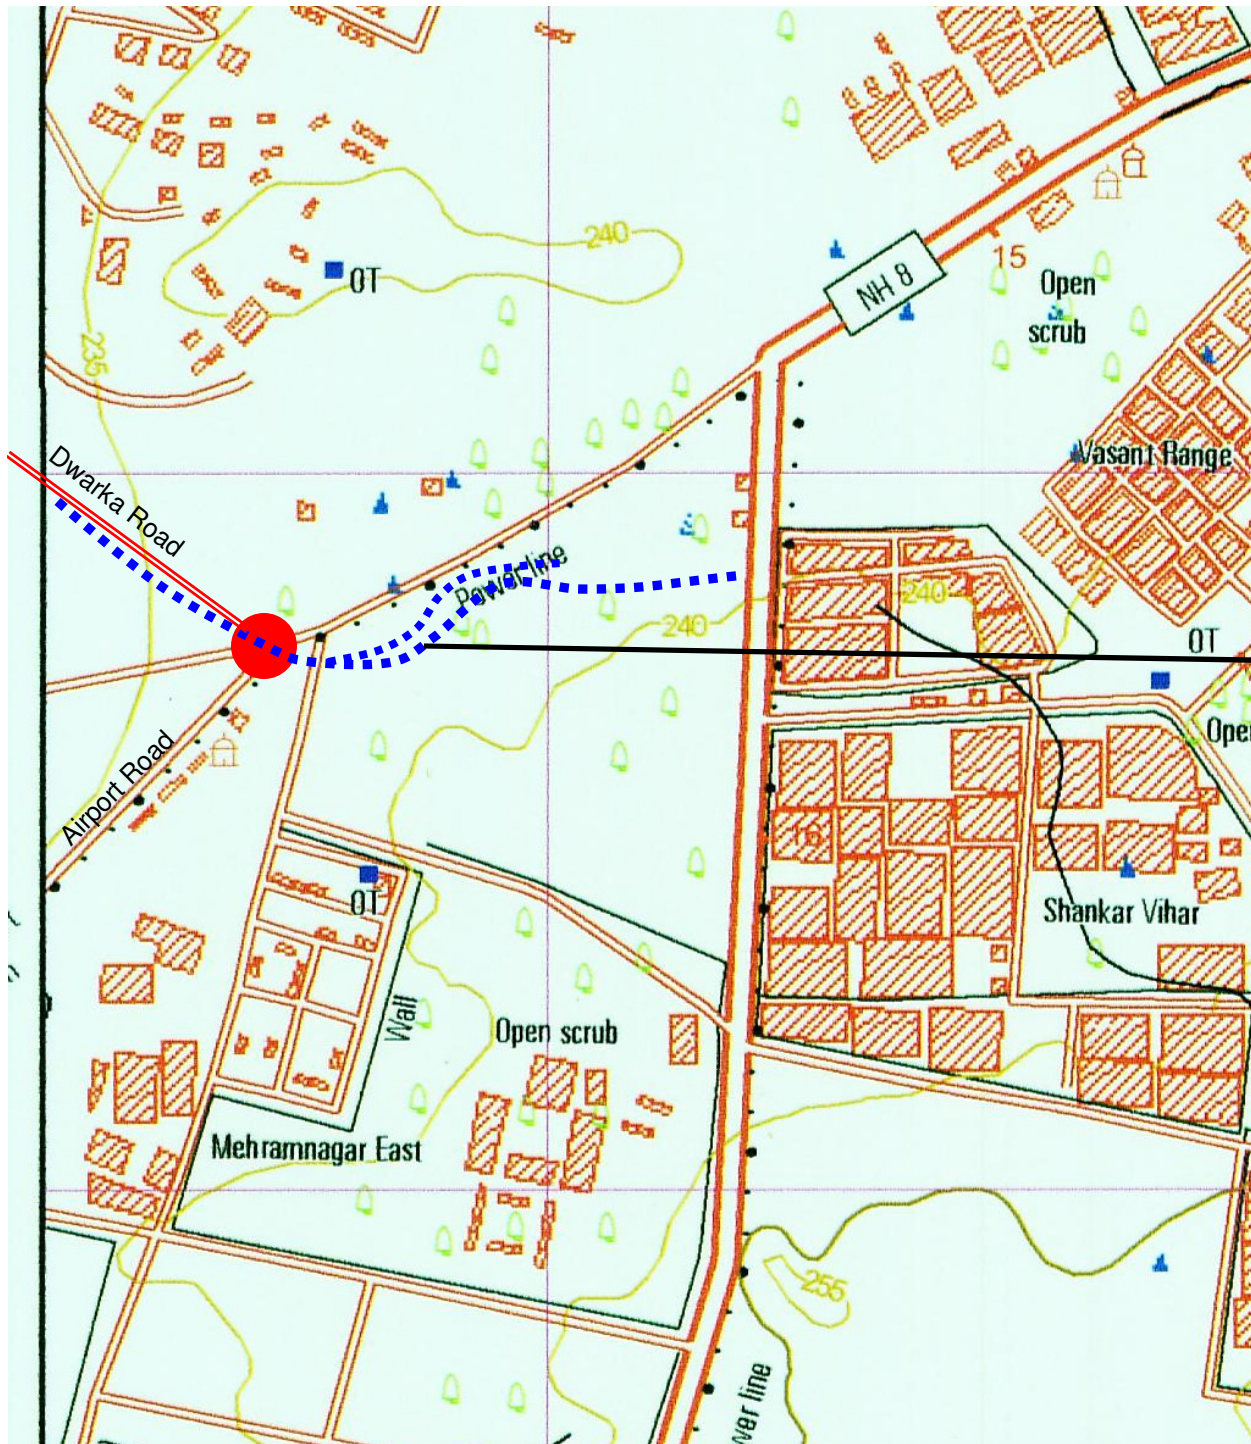 240
15
NH 8
Open
scrub
OT
235
Vasant Range
Dwarka Road
Power line
240
240
OT
Open
Airport Road
16
OT
Shankar Vihar
Wall
Open scrub
Mehramnagar East
255
wer line